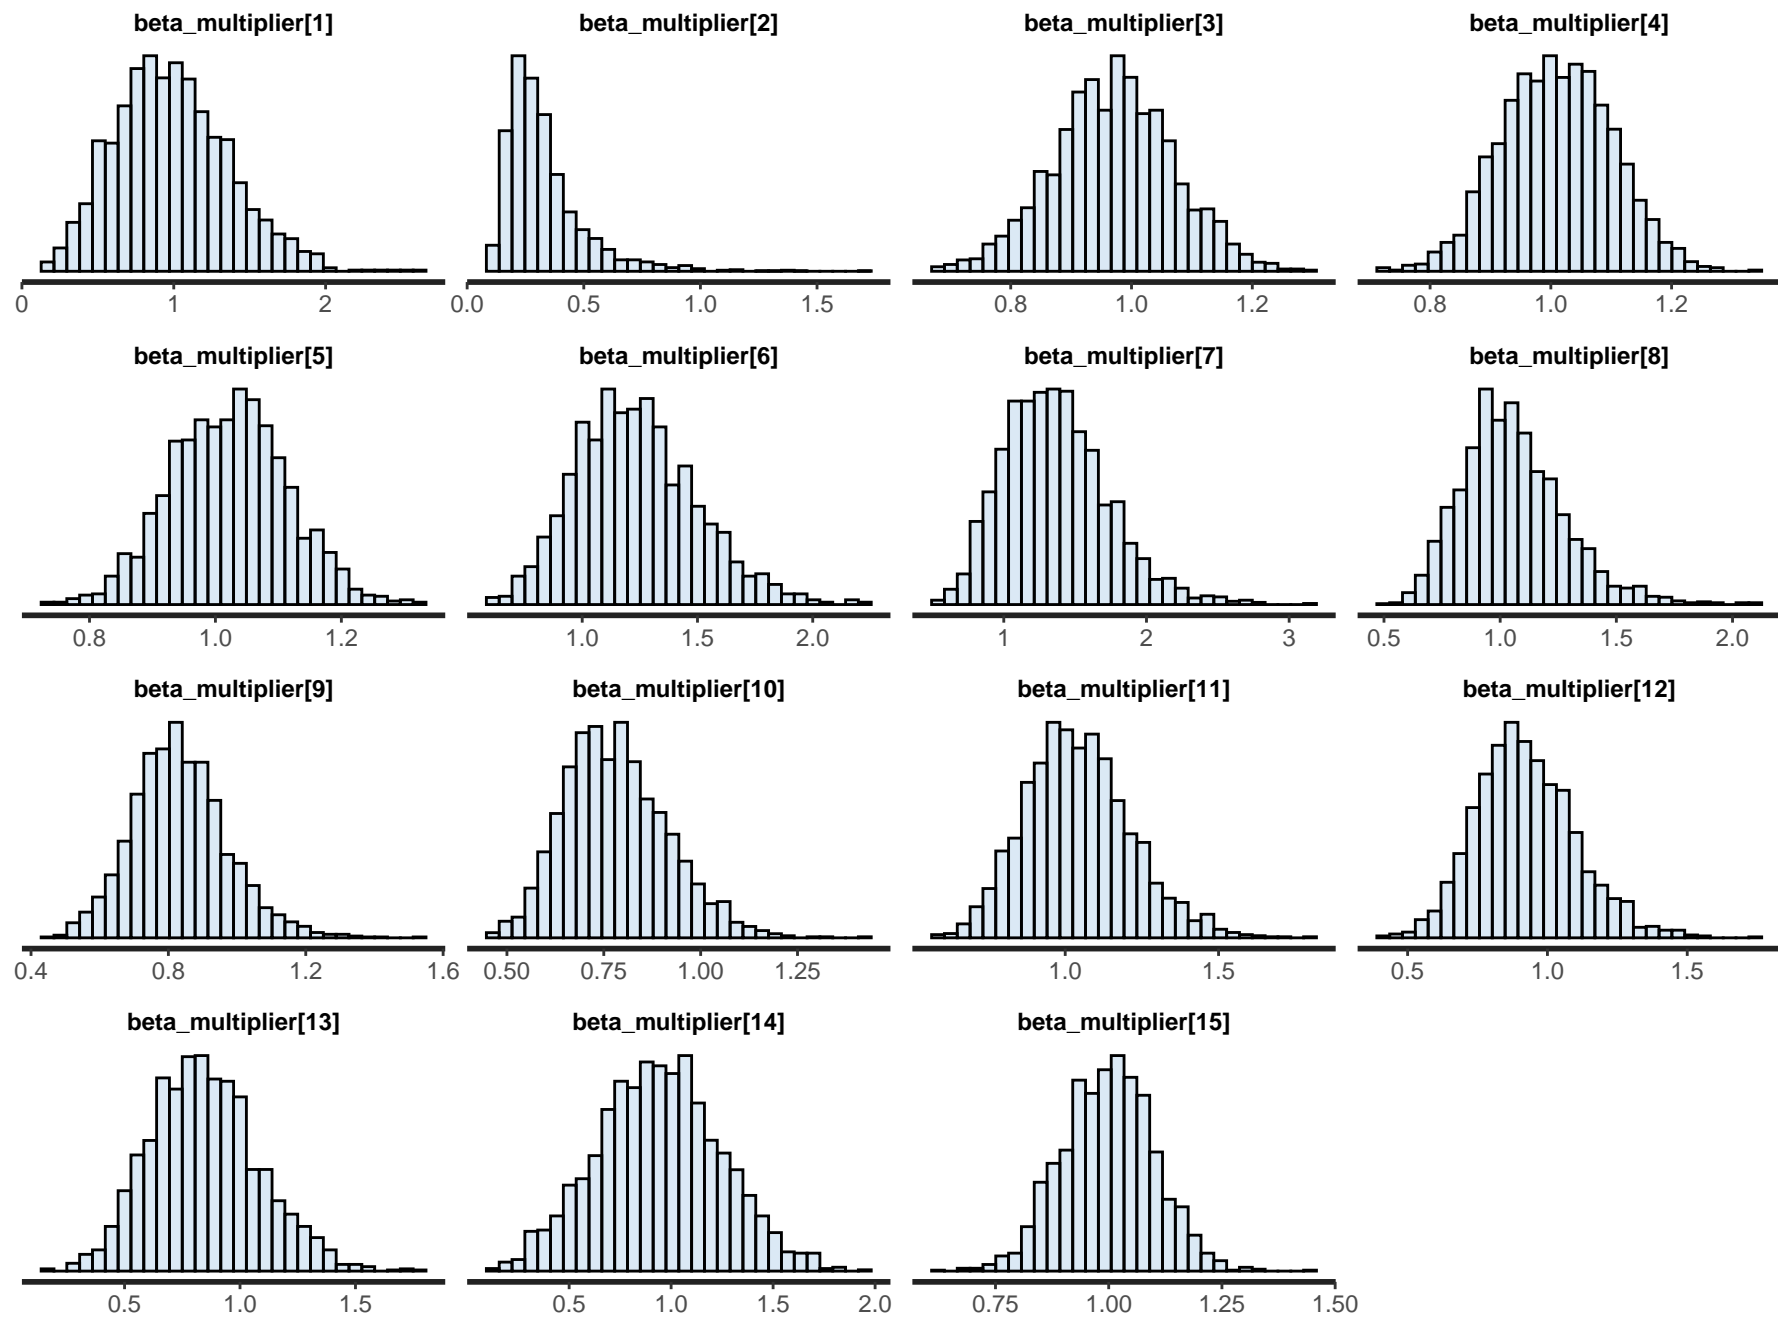 beta_multiplier[1] beta_multiplier[2] beta_multiplier[3] beta_multiplier[4]
0 1 2 0.0 0.5 1.0 1.5 0.8 1.0 1.2 0.8 1.0 1.2
beta_multiplier[5] beta_multiplier[6] beta_multiplier[7] beta_multiplier[8]
0.8 1.0 1.2 1.0 1.5 2.0 1 2 3 0.5 1.0 1.5 2.0
beta_multiplier[9] beta_multiplier[10] beta_multiplier[11] beta_multiplier[12]
0.4 0.8 1.2 1.6 0.50 0.75 1.00 1.25 1.0 1.5 0.5 1.0 1.5
beta_multiplier[13] beta_multiplier[14] beta_multiplier[15]
0.5 1.0 1.5 0.5 1.0 1.5 2.0 0.75 1.00 1.25 1.50